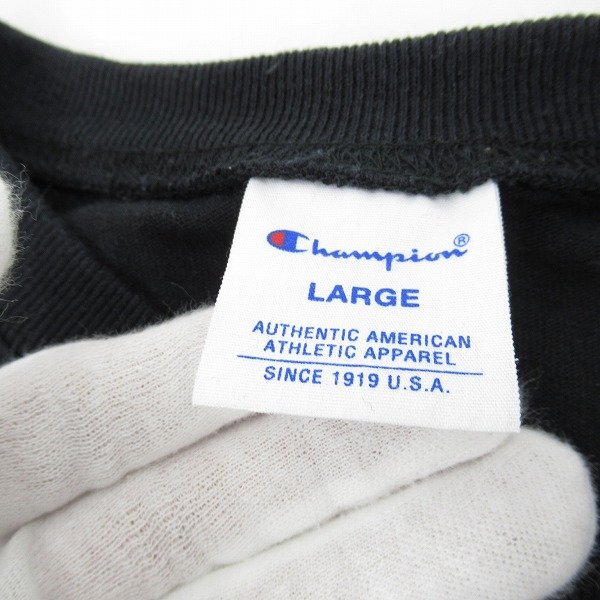 Champion®
LARGE
AUTHENTIC AMERICAN
ATHLETIC APPAREL
SINCE 1919 U.S.A.